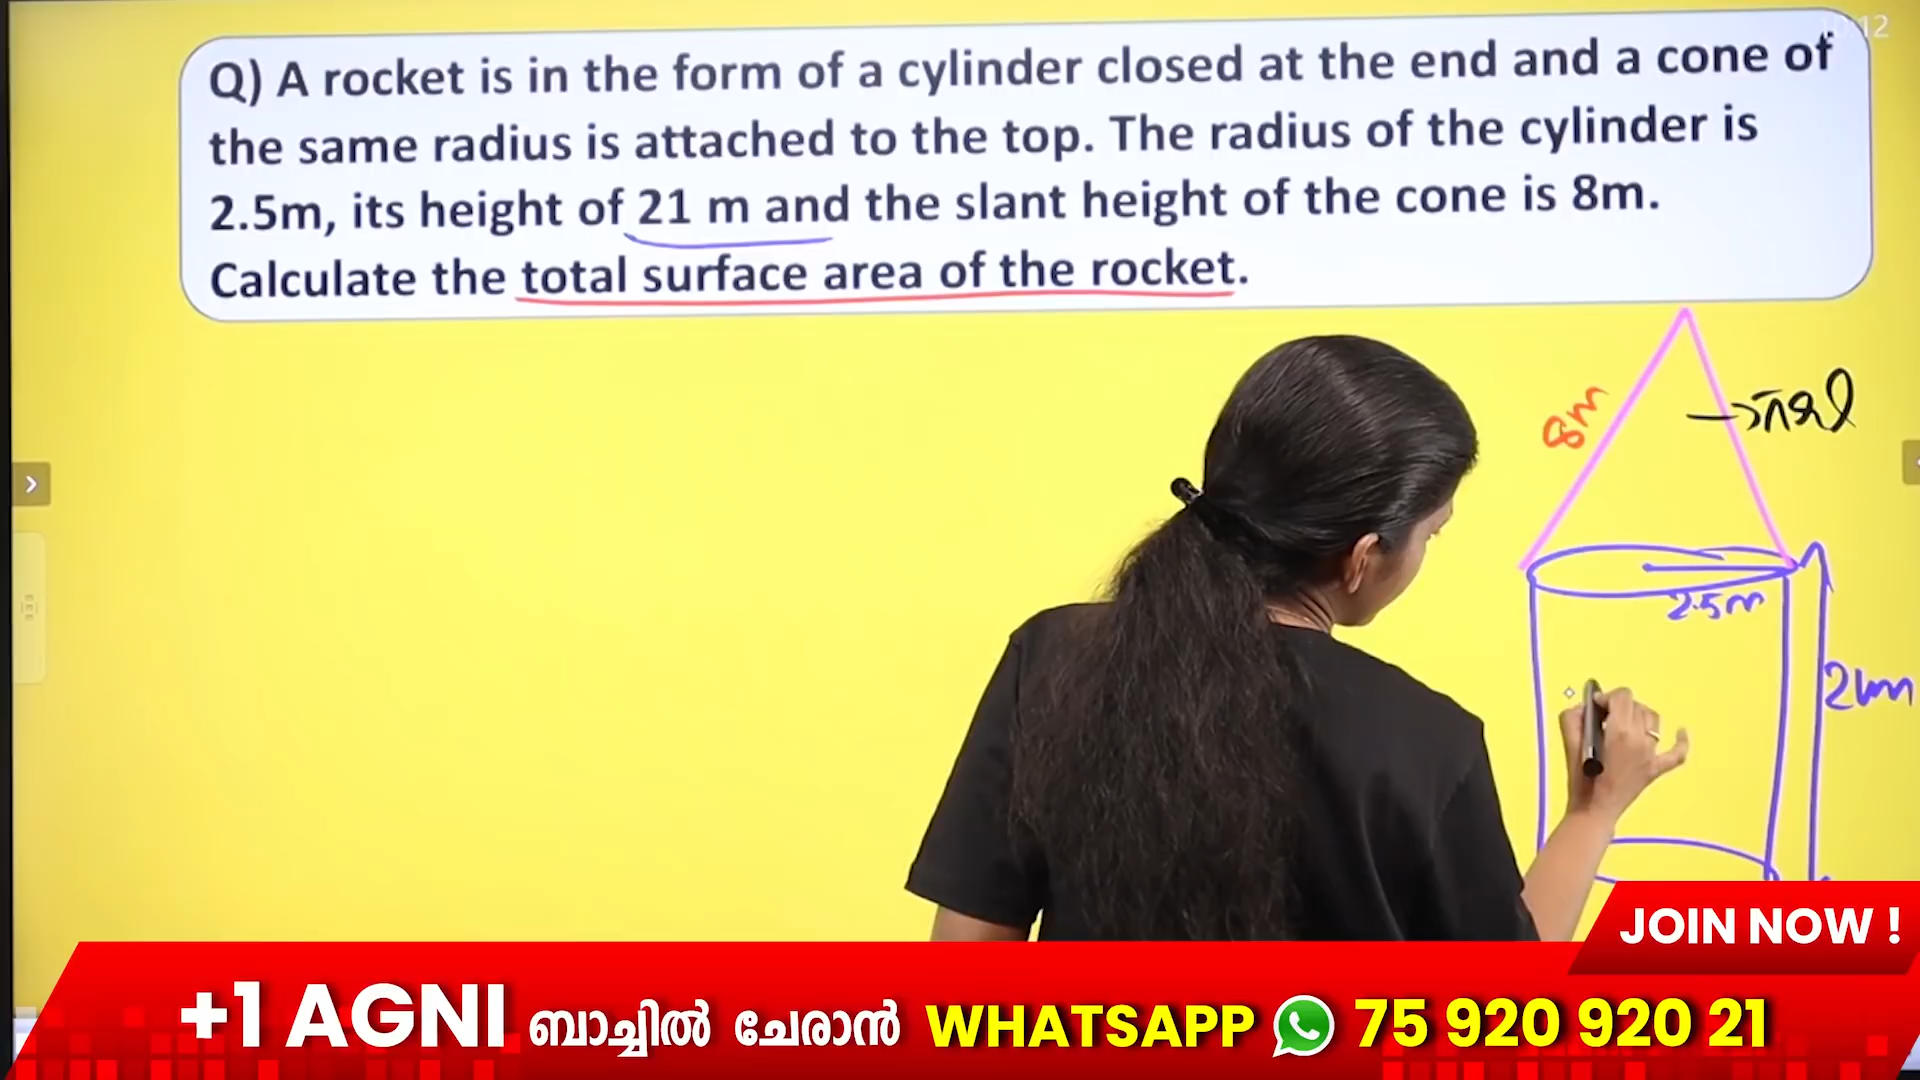 10:12
Q) A rocket is in the form of a cylinder closed at the end and a cone of
the same radius is attached to the top. The radius of the cylinder is
2.5m, its height of 21 m and the slant height of the cone is 8m.
Calculate the total surface area of the rocket.
8m
2.5m
21m
JOIN NOW !
+1 AGNI ബാച്ചിൽ ചേരാൻ WHATSAPP 75 920 920 21